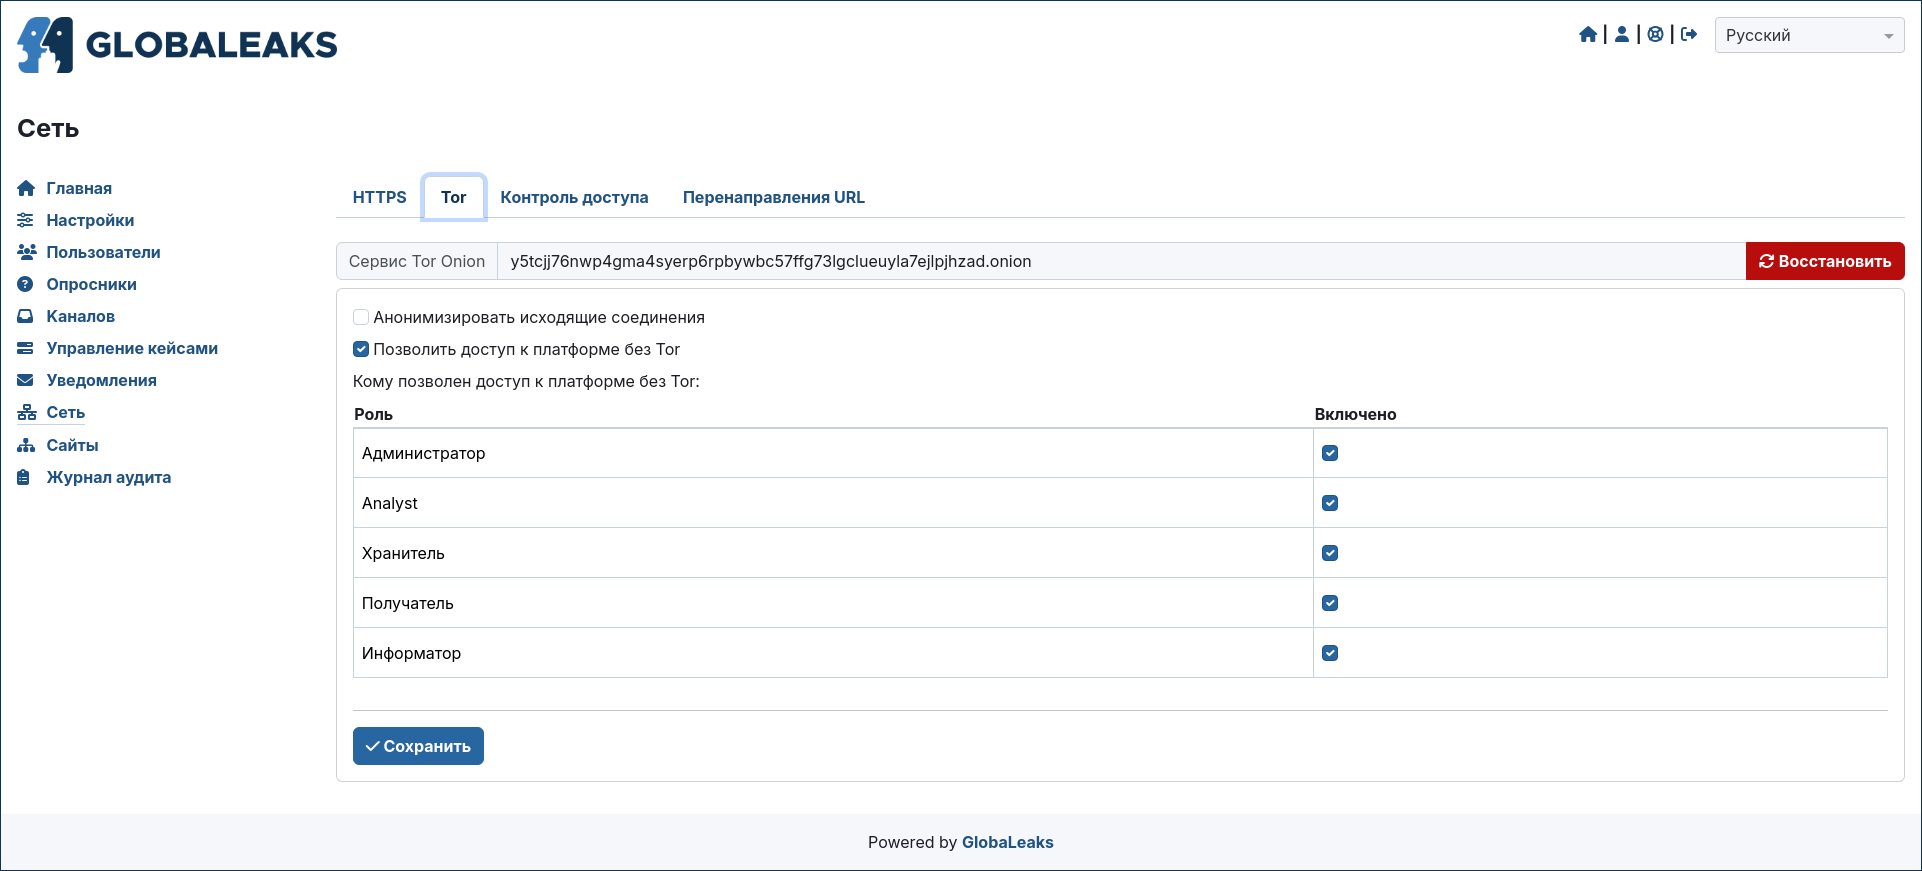 GLOBALEAKS
Русский
Сеть
Главная
Настройки
Пользователи
Опросники
Каналов
Управление кейсами
Уведомления
Сеть
Сайты
Журнал аудита
HTTPS Tor Контроль доступа Перенаправления URL
Сервис Tor Onion y5tcjj76nwp4gma4syerp6rpbywbc57ffg73lgclueuyla7ejlpjhzad.onion Восстановить
Анонимизировать исходящие соединения
Позволить доступ к платформе без Tor
Кому позволен доступ к платформе без Tor:
Роль Включено
Администратор
Analyst
Хранитель
Получатель
Информатор
Сохранить
Powered by GlobaLeaks